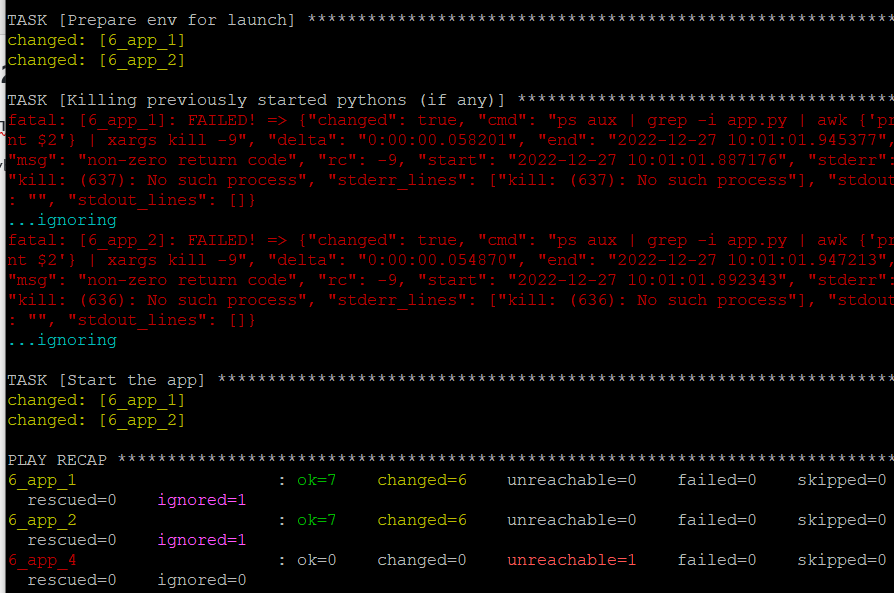 TASK [Prepare env for launch] ***********************************************************
changed: [6_app_1]
changed: [6_app_2]
TASK [Killing previously started pythons (if any)] **************************************
fatal: [6_app_1]: FAILED! => {"changed": true, "cmd": "ps aux | grep -i app.py | awk {'pr
nt $2'} | xargs kill -9", "delta": "0:00:00.058201", "end": "2022-12-27 10:01:01.945377",
"msg": "non-zero return code", "rc": -9, "start": "2022-12-27 10:01:01.887176", "stderr":
"kill: (637): No such process", "stderr_lines": ["kill: (637): No such process"], "stdout
: "", "stdout_lines": []}
...ignoring
fatal: [6_app_2]: FAILED! => {"changed": true, "cmd": "ps aux | grep -i app.py | awk {'pr
nt $2'} | xargs kill -9", "delta": "0:00:00.054870", "end": "2022-12-27 10:01:01.947213",
"msg": "non-zero return code", "rc": -9, "start": "2022-12-27 10:01:01.892343", "stderr":
"kill: (636): No such process", "stderr_lines": ["kill: (636): No such process"], "stdout
: "", "stdout_lines": []}
...ignoring
TASK [Start the app] ********************************************************************
changed: [6_app_1]
changed: [6_app_2]
PLAY RECAP ******************************************************************************
6_app_1 : ok=7 changed=6 unreachable=0 failed=0 skipped=0
rescued=0 ignored=1
6_app_2 : ok=7 changed=6 unreachable=0 failed=0 skipped=0
rescued=0 ignored=1
6_app_4 : ok=0 changed=0 unreachable=1 failed=0 skipped=0
rescued=0 ignored=0